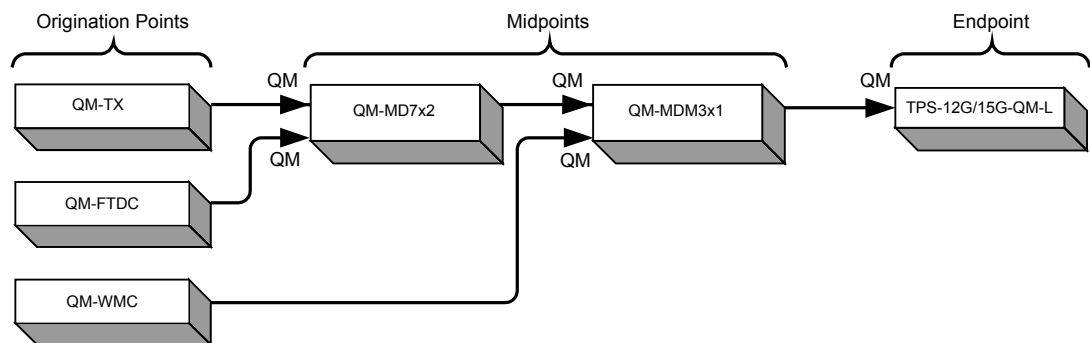 Origination Points
Midpoints
Endpoint
QM
QM
QM
QM-TX
QM-MD7x2
QM-MDM3x1
TPS-12G/15G-QM-L
QM
QM
QM-FTDC
QM-WMC